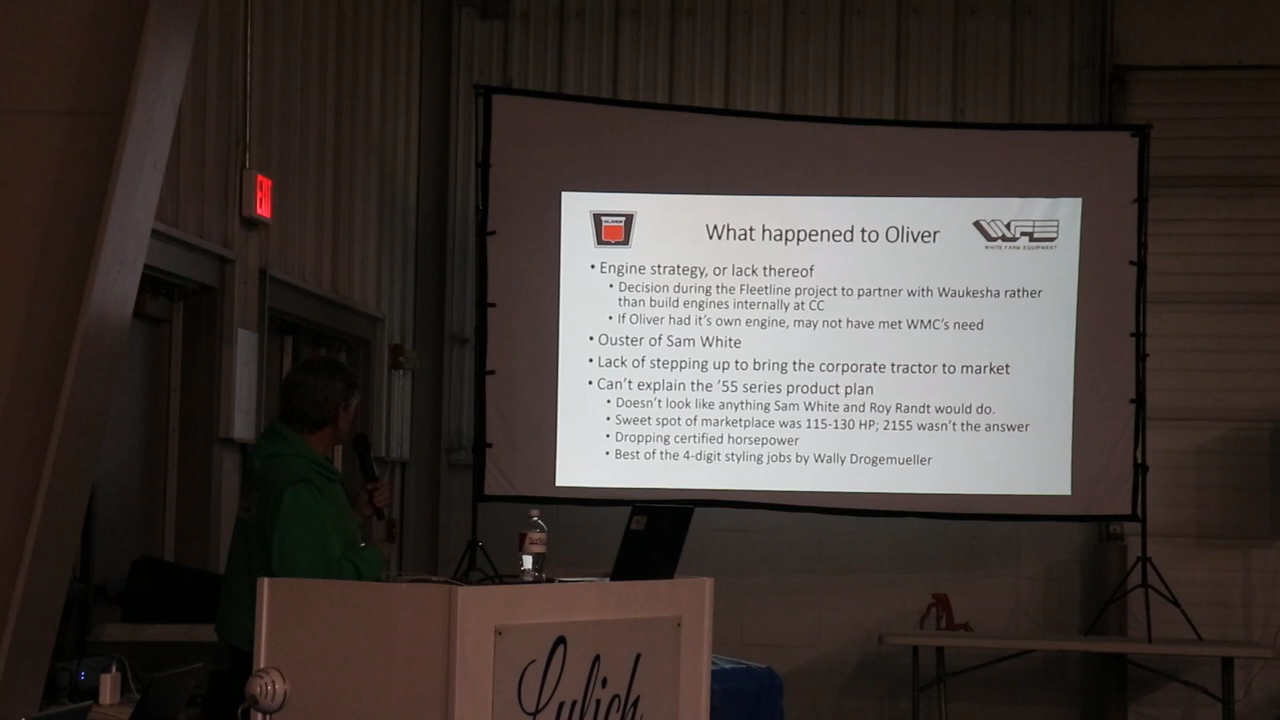 EXIT
OLIVER
What happened to Oliver
WFE
WHITE FARM EQUIPMENT
• Engine strategy, or lack thereof
• Decision during the Fleetline project to partner with Waukesha rather
than build engines internally at CC
• If Oliver had it's own engine, may not have met WMC's need
• Ouster of Sam White
• Lack of stepping up to bring the corporate tractor to market
• Can't explain the '55 series product plan
• Doesn't look like anything Sam White and Roy Randt would do.
• Sweet spot of marketplace was 115-130 HP; 2155 wasn't the answer
• Dropping certified horsepower
• Best of the 4-digit styling jobs by Wally Drogemueller
Lulich